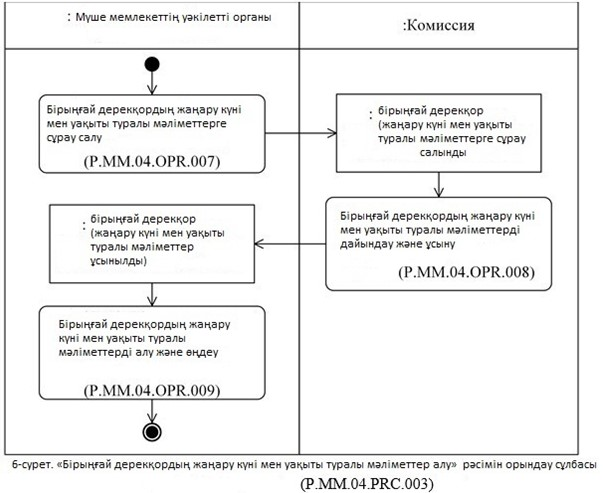 : Мүше мемлекеттің уәкілетті органы
:Комиссия
Бірыңғай дерекқордың жаңару күні
мен уақыты туралы мәліметтерге
сұрау салу
(P.MM.04.OPR.007)
: бірыңғай дерекқор
(жаңару күні мен уақыты
туралы мәліметтерге сұрау
салынды
Бірыңғай дерекқордың жаңару күні
мен уақыты туралы мәліметтерді
дайындау және ұсыну
(P.MM.04.OPR.008)
: бірыңғай дерекқор
(жаңару күні мен уақыты
туралы мәліметтер
ұсынылды)
Бірыңғай дерекқордың жаңару
күні мен уақыты туралы
мәліметтерді алу және өңдеу
(P.MM.04.OPR.009)
6-сурет. «Бірыңғай дерекқордың жаңару күні мен уақыты туралы мәліметтер алу» рәсімін орындау сұлбасы
(P.MM.04.PRC.003)